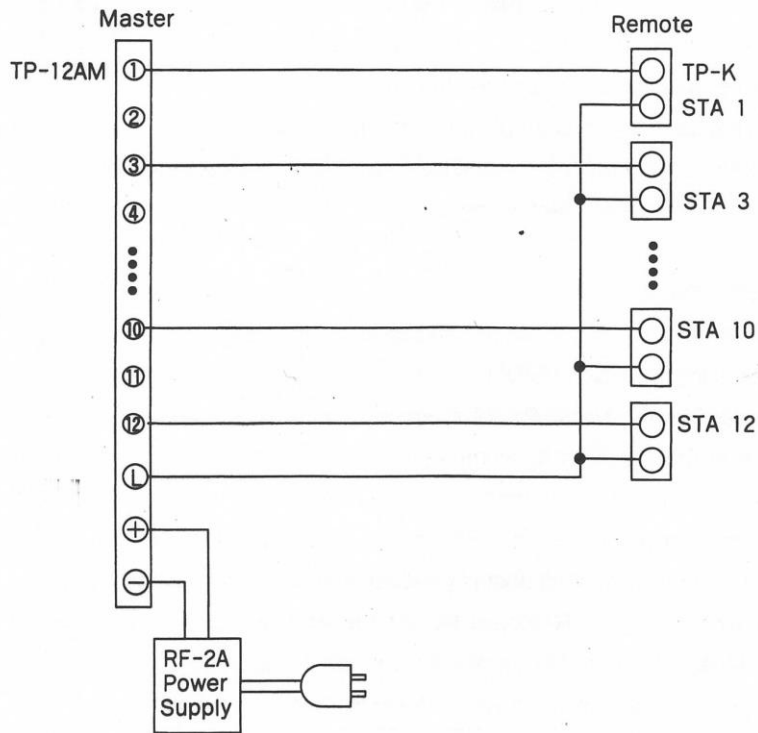 Master
Remote
TP-12AM
①
TP-K
②
STA 1
③
④
STA 3
⑩
STA 10
⑪
⑫
STA 12
L
+
−
RF-2A
Power
Supply